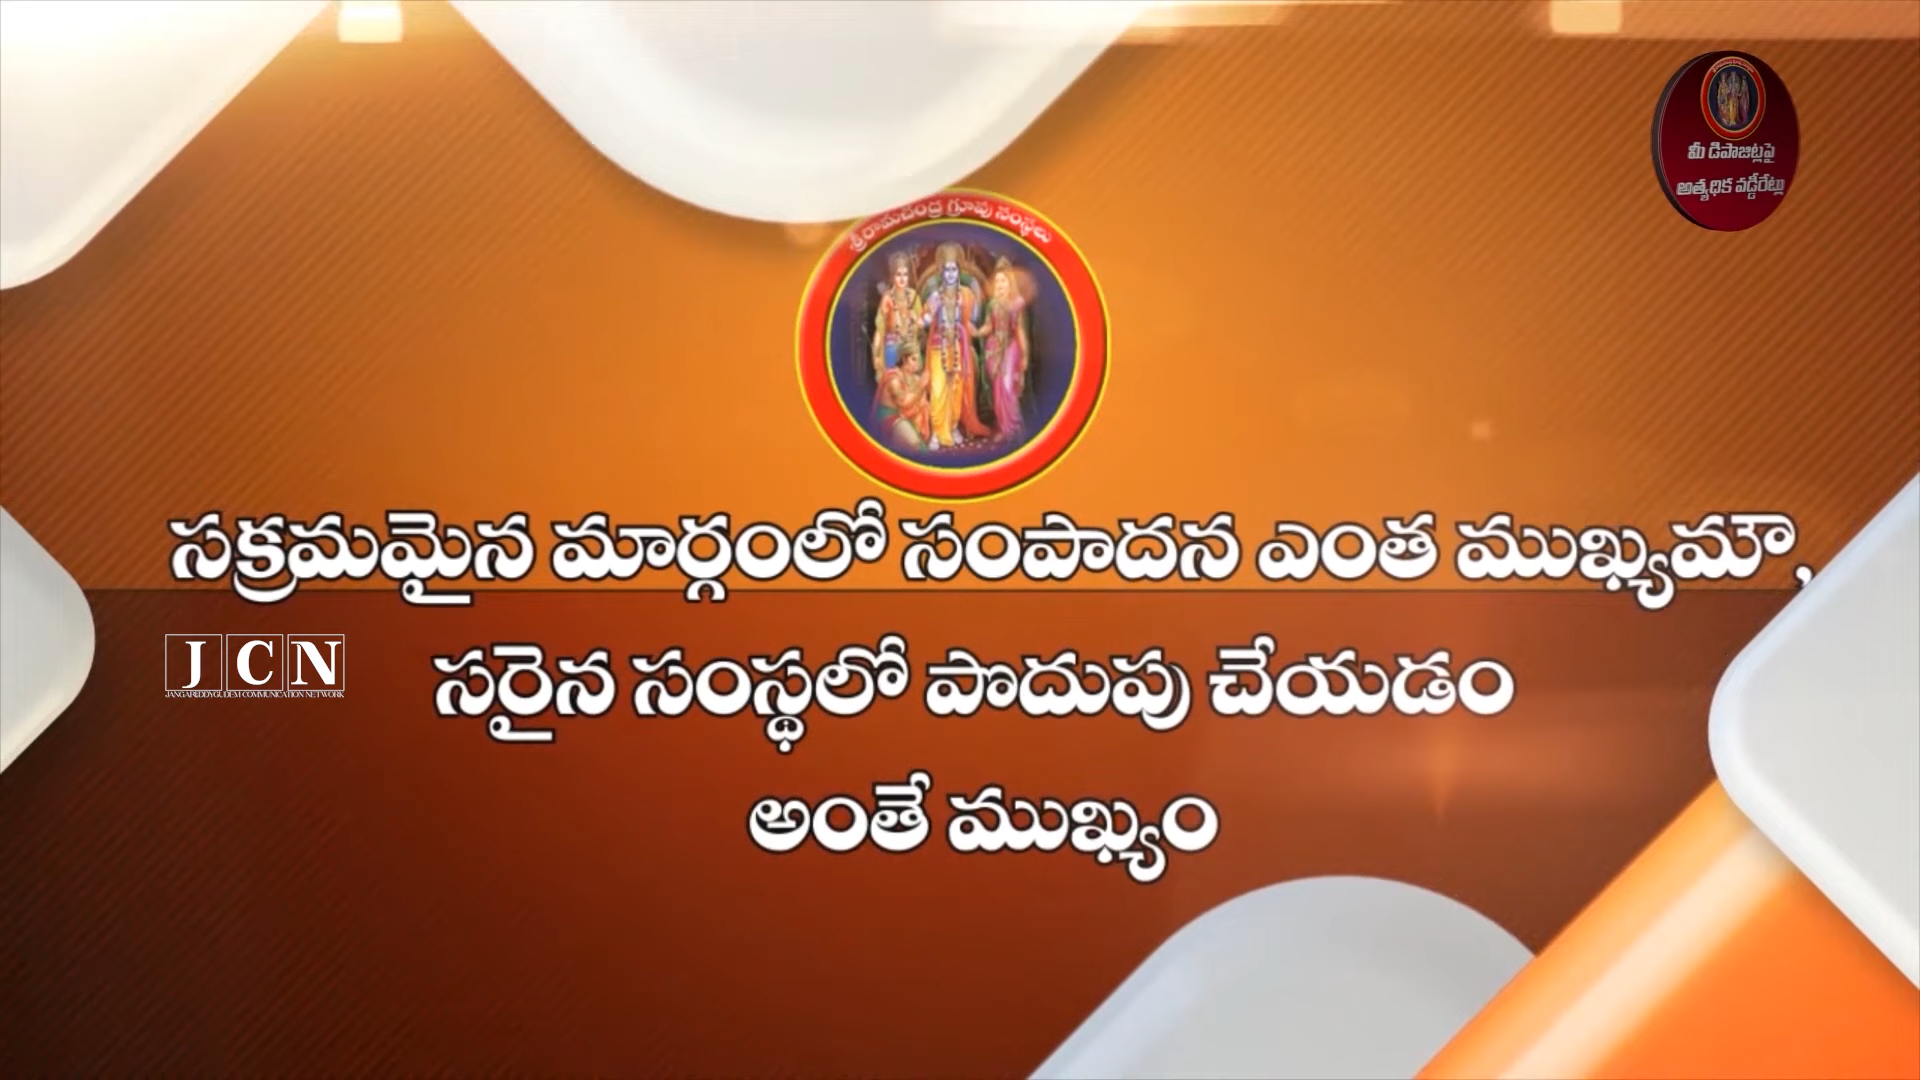 మీ డిపాజిట్లపై
అత్యధిక వడ్డీరేట్లు
శ్రీరామచంద్ర గ్రూపు సంస్థలు
సక్రమమైన మార్గంలో సంపాదన ఎంత ముఖ్యమో,
JCN
JANGAREDDYGUDEM COMMUNICATION NETWORK
సరైన సంస్థలో పొదుపు చేయడం
అంతే ముఖ్యం